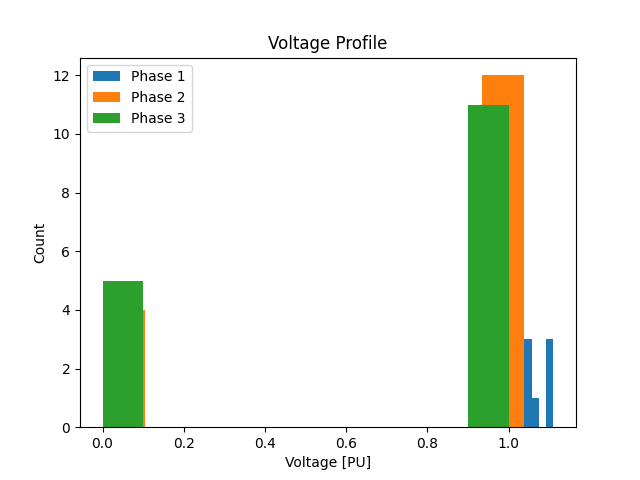 Voltage Profile
Phase 1
Phase 2
Phase 3
12
10
8
6
4
2
0
Count
0.0 0.2 0.4 0.6 0.8 1.0
Voltage [PU]